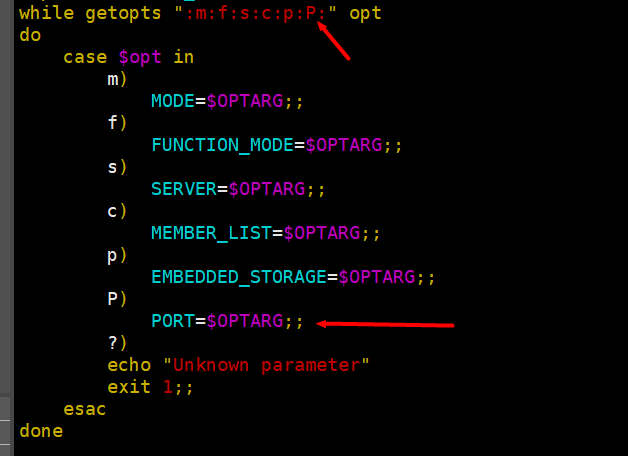 while getopts ":m:f:s:c:p:P:" opt
do
    case $opt in
        m)
            MODE=$OPTARG;;
        f)
            FUNCTION_MODE=$OPTARG;;
        s)
            SERVER=$OPTARG;;
        c)
            MEMBER_LIST=$OPTARG;;
        p)
            EMBEDDED_STORAGE=$OPTARG;;
        P)
            PORT=$OPTARG;;
        ?)
        echo "Unknown parameter"
        exit 1;;
    esac
done